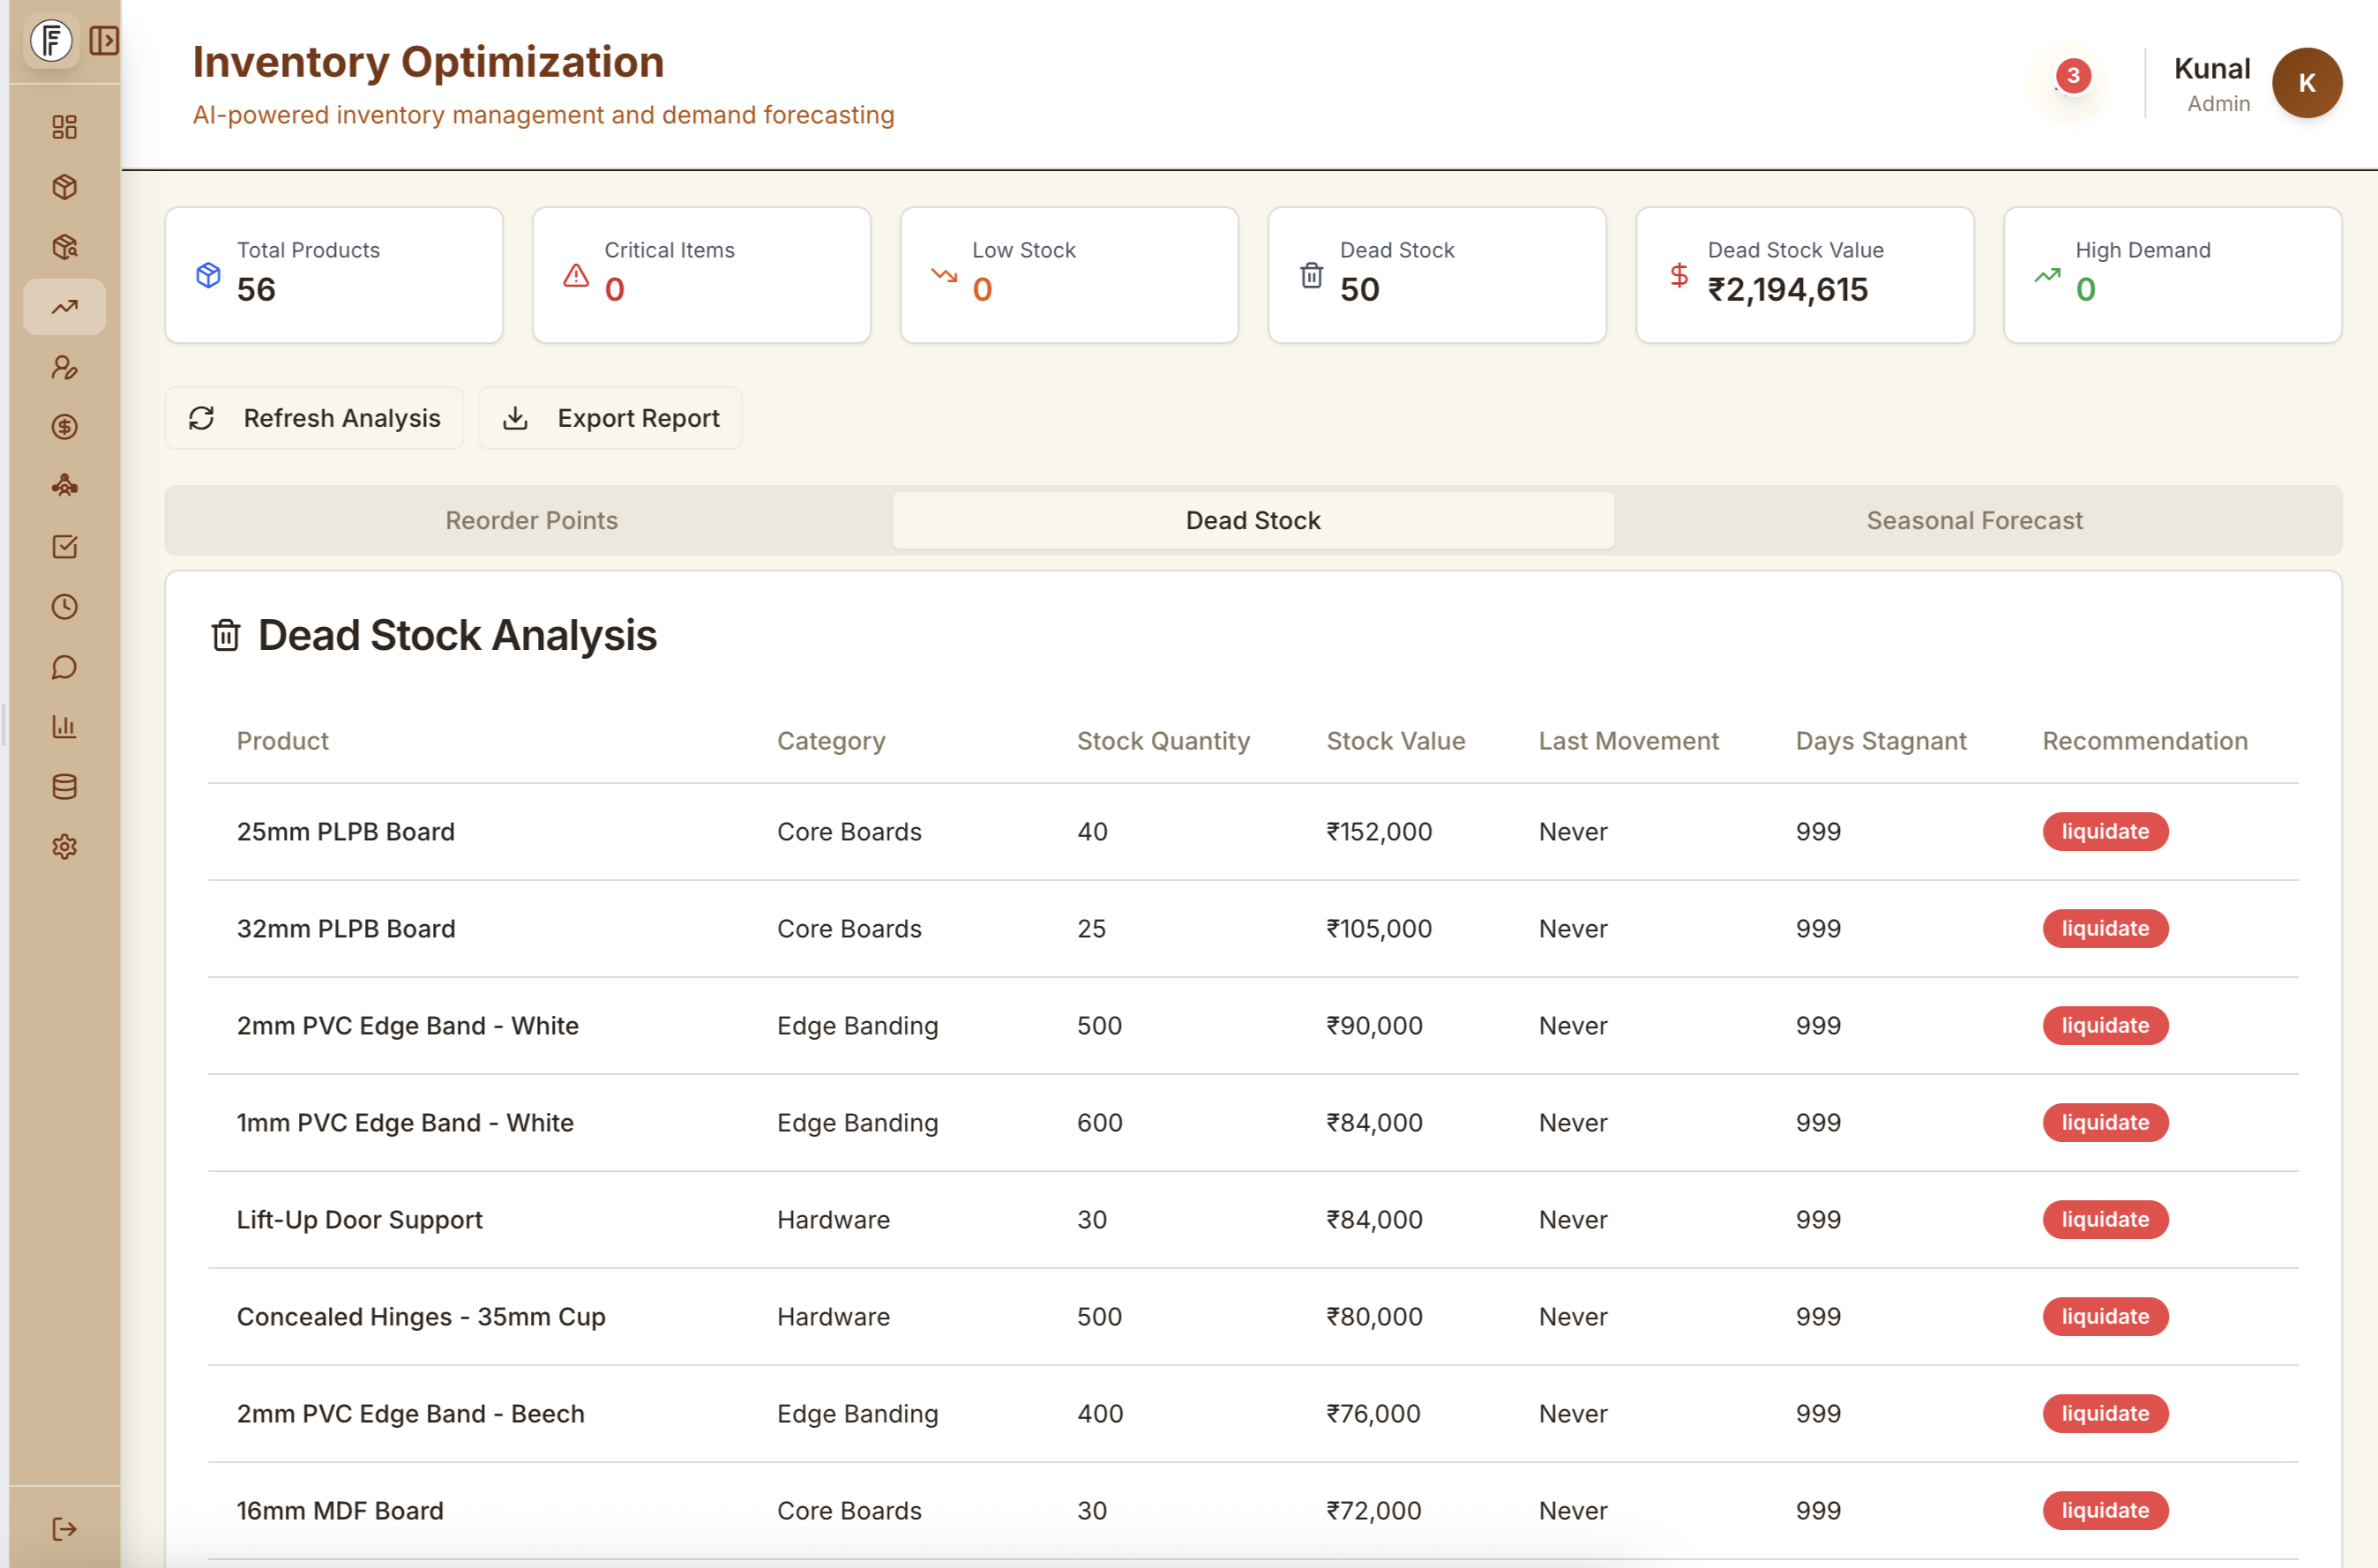 Inventory Optimization
AI-powered inventory management and demand forecasting
3
Kunal
Admin
K
Total Products
56
Critical Items
0
Low Stock
0
Dead Stock
50
Dead Stock Value
₹2,194,615
High Demand
0
Refresh Analysis
Export Report
Reorder Points
Dead Stock
Seasonal Forecast
Dead Stock Analysis
Product Category Stock Quantity Stock Value Last Movement Days Stagnant Recommendation
25mm PLPB Board Core Boards 40 ₹152,000 Never 999 liquidate
32mm PLPB Board Core Boards 25 ₹105,000 Never 999 liquidate
2mm PVC Edge Band - White Edge Banding 500 ₹90,000 Never 999 liquidate
1mm PVC Edge Band - White Edge Banding 600 ₹84,000 Never 999 liquidate
Lift-Up Door Support Hardware 30 ₹84,000 Never 999 liquidate
Concealed Hinges - 35mm Cup Hardware 500 ₹80,000 Never 999 liquidate
2mm PVC Edge Band - Beech Edge Banding 400 ₹76,000 Never 999 liquidate
16mm MDF Board Core Boards 30 ₹72,000 Never 999 liquidate